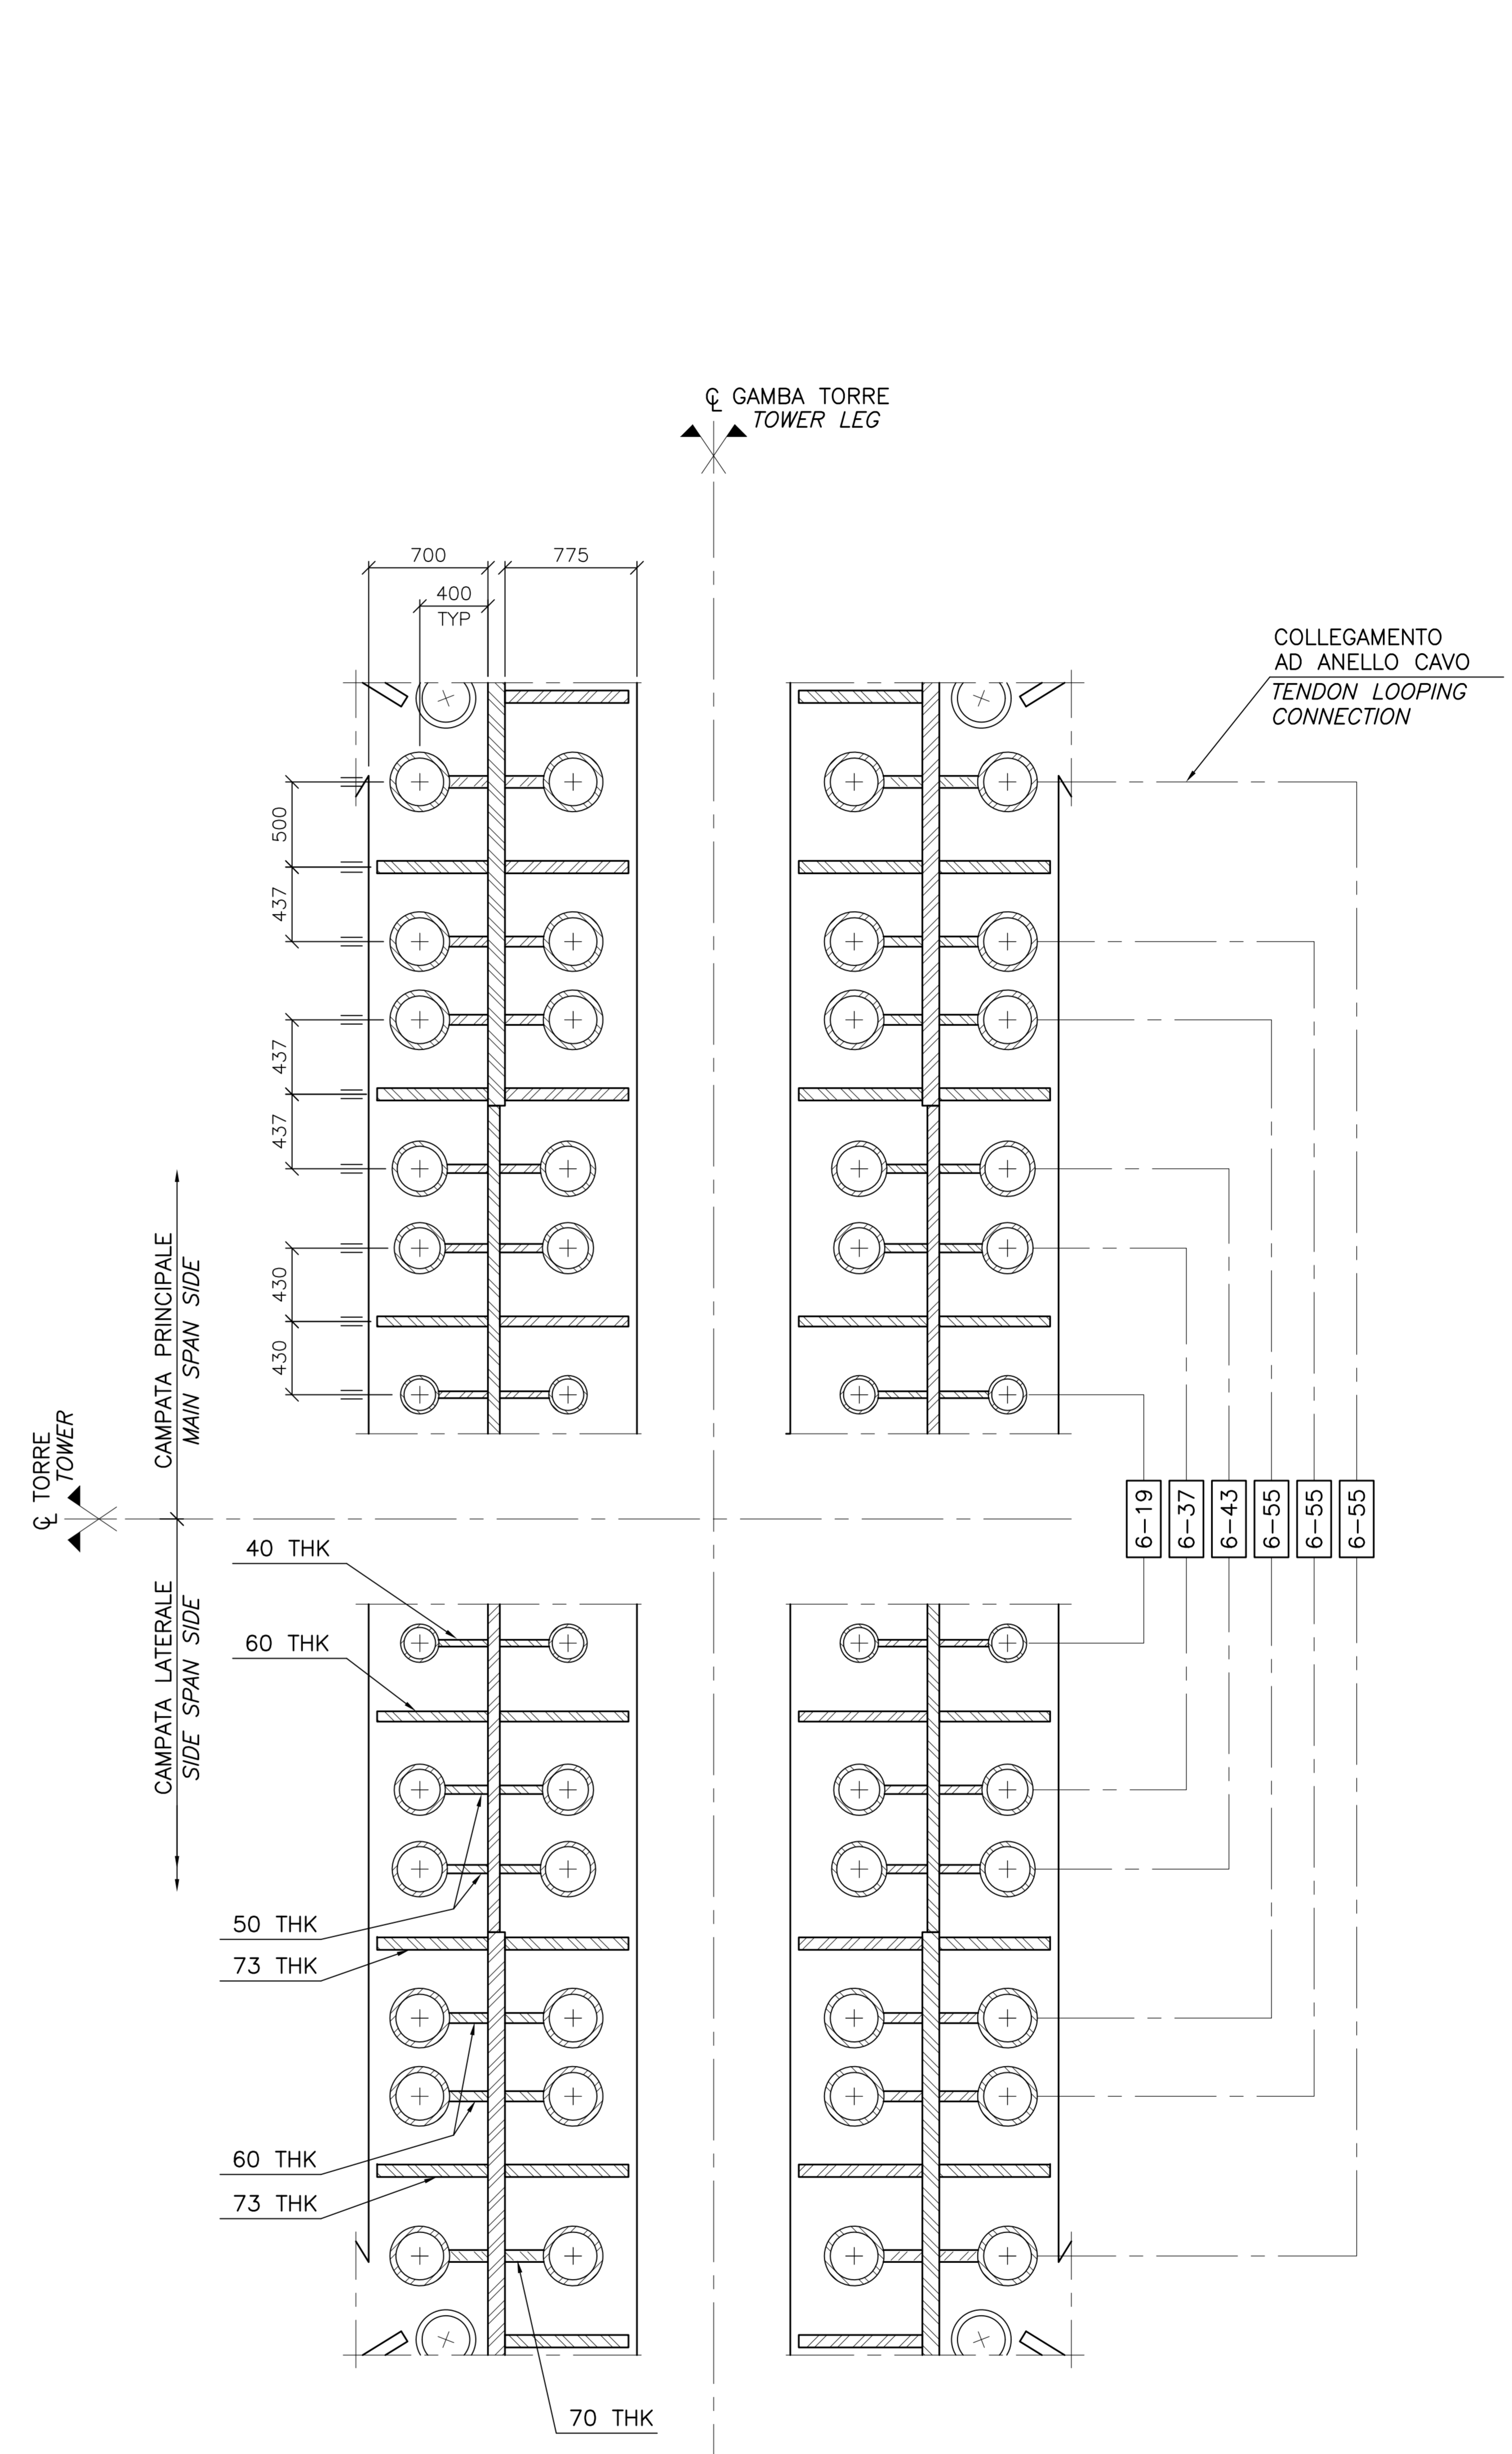 ℄ GAMBA TORRE
TOWER LEG
700
775
400
TYP
COLLEGAMENTO
AD ANELLO CAVO
TENDON LOOPING
CONNECTION
500
437
437
437
430
430
CAMPATA PRINCIPALE
MAIN SPAN SIDE
℄ TORRE
TOWER
CAMPATA LATERALE
SIDE SPAN SIDE
6-19
6-37
6-43
6-55
6-55
6-55
40 THK
60 THK
50 THK
73 THK
60 THK
73 THK
70 THK